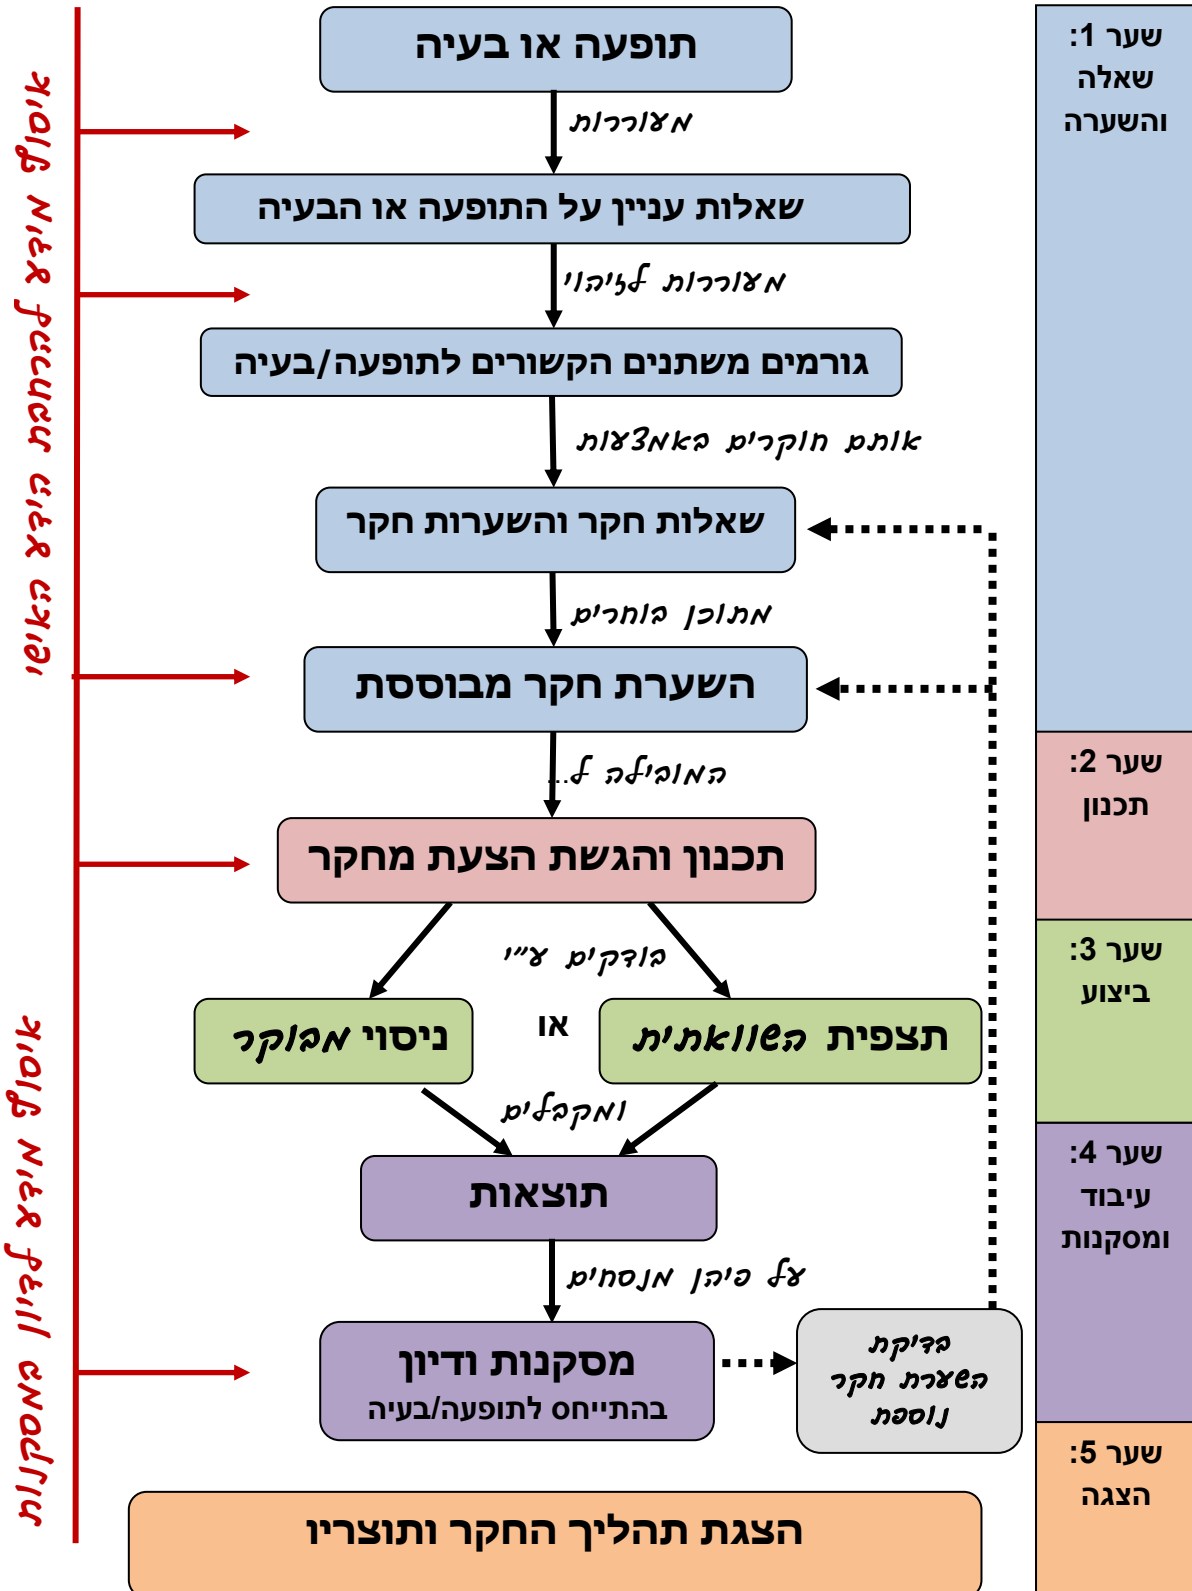 תופעה או בעיה
מעוררות
שאלות עניין על התופעה או הבעיה
מעוררות לזיהוי
גורמים משתנים הקשורים לתופעה/בעיה
אותם חוקרים באמצעות
שאלות חקר והשערות חקר
מתוכן בוחרים
השערת חקר מבוססת
המובילה ל...
תכנון והגשת הצעת מחקר
בודקים ע"י
תצפית השוואתית
או
ניסוי מבוקר
ומקבלים
תוצאות
על פיהן מנסחים
מסקנות ודיון
בהתייחס לתופעה/בעיה
בדיקת
השערת חקר
נוספת
הצגת תהליך החקר ותוצריו
שער 1:
שאלה
והשערה
שער 2:
תכנון
שער 3:
ביצוע
שער 4:
עיבוד
ומסקנות
שער 5:
הצגה
איסוף מידע
ידע
איסוף מידע לדיון במסקנות